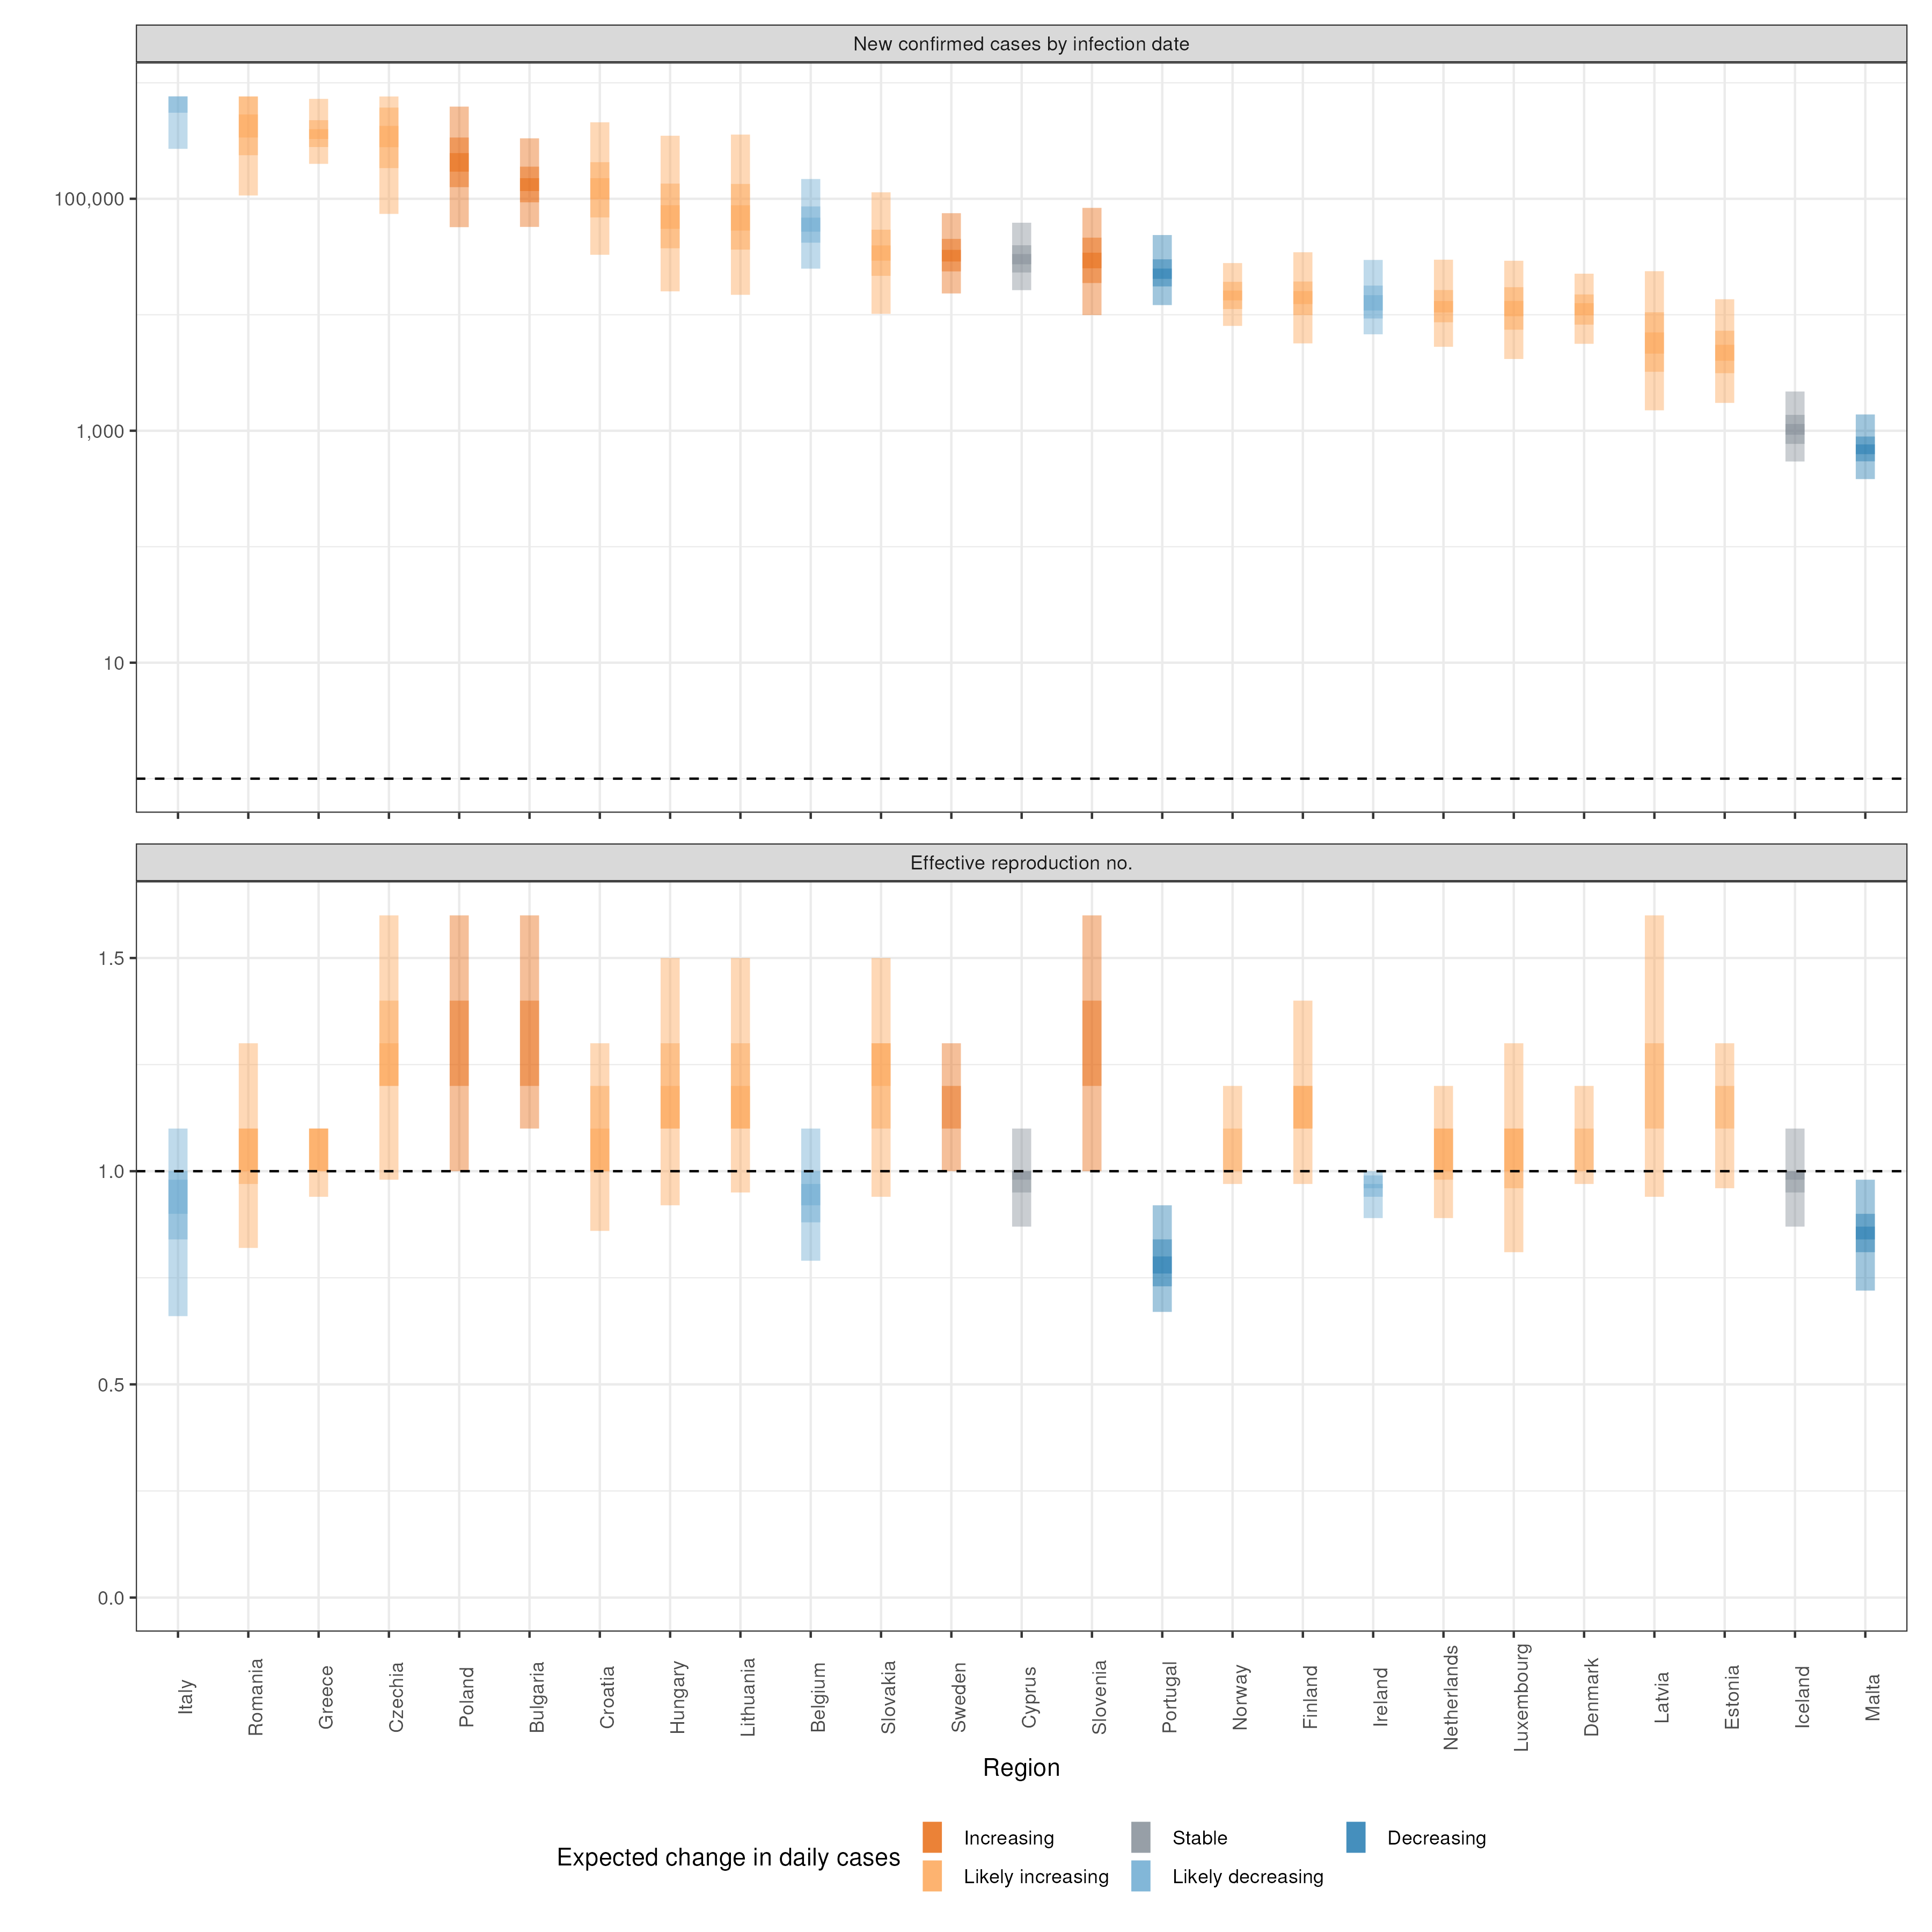 New confirmed cases by infection date
100,000
1,000
10
Effective reproduction no.
1.5
1.0
0.5
0.0
Italy
Romania
Greece
Czechia
Poland
Bulgaria
Croatia
Hungary
Lithuania
Belgium
Slovakia
Sweden
Cyprus
Slovenia
Portugal
Norway
Finland
Ireland
Netherlands
Luxembourg
Denmark
Latvia
Estonia
Iceland
Malta
Region
Expected change in daily cases
Increasing
Likely increasing
Stable
Likely decreasing
Decreasing